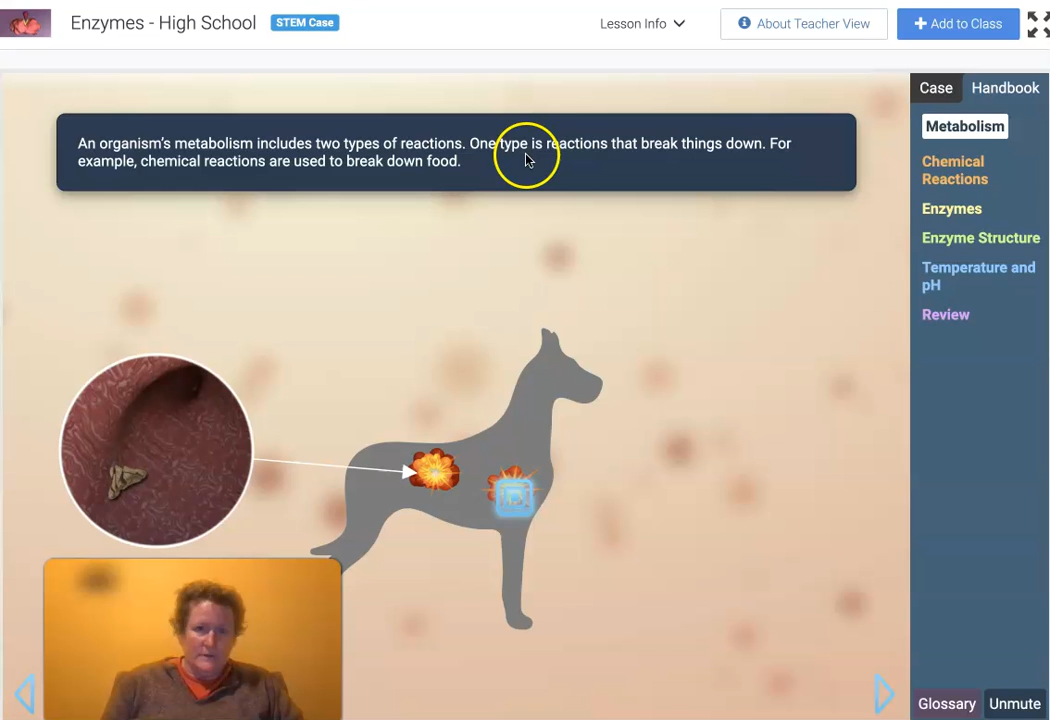 Enzymes - High School STEM Case Lesson Info About Teacher View Add to Class
Case Handbook
An organism's metabolism includes two types of reactions. One type is reactions that break things down. For
example, chemical reactions are used to break down food.
Metabolism
Chemical
Reactions
Enzymes
Enzyme Structure
Temperature and
pH
Review
Glossary Unmute